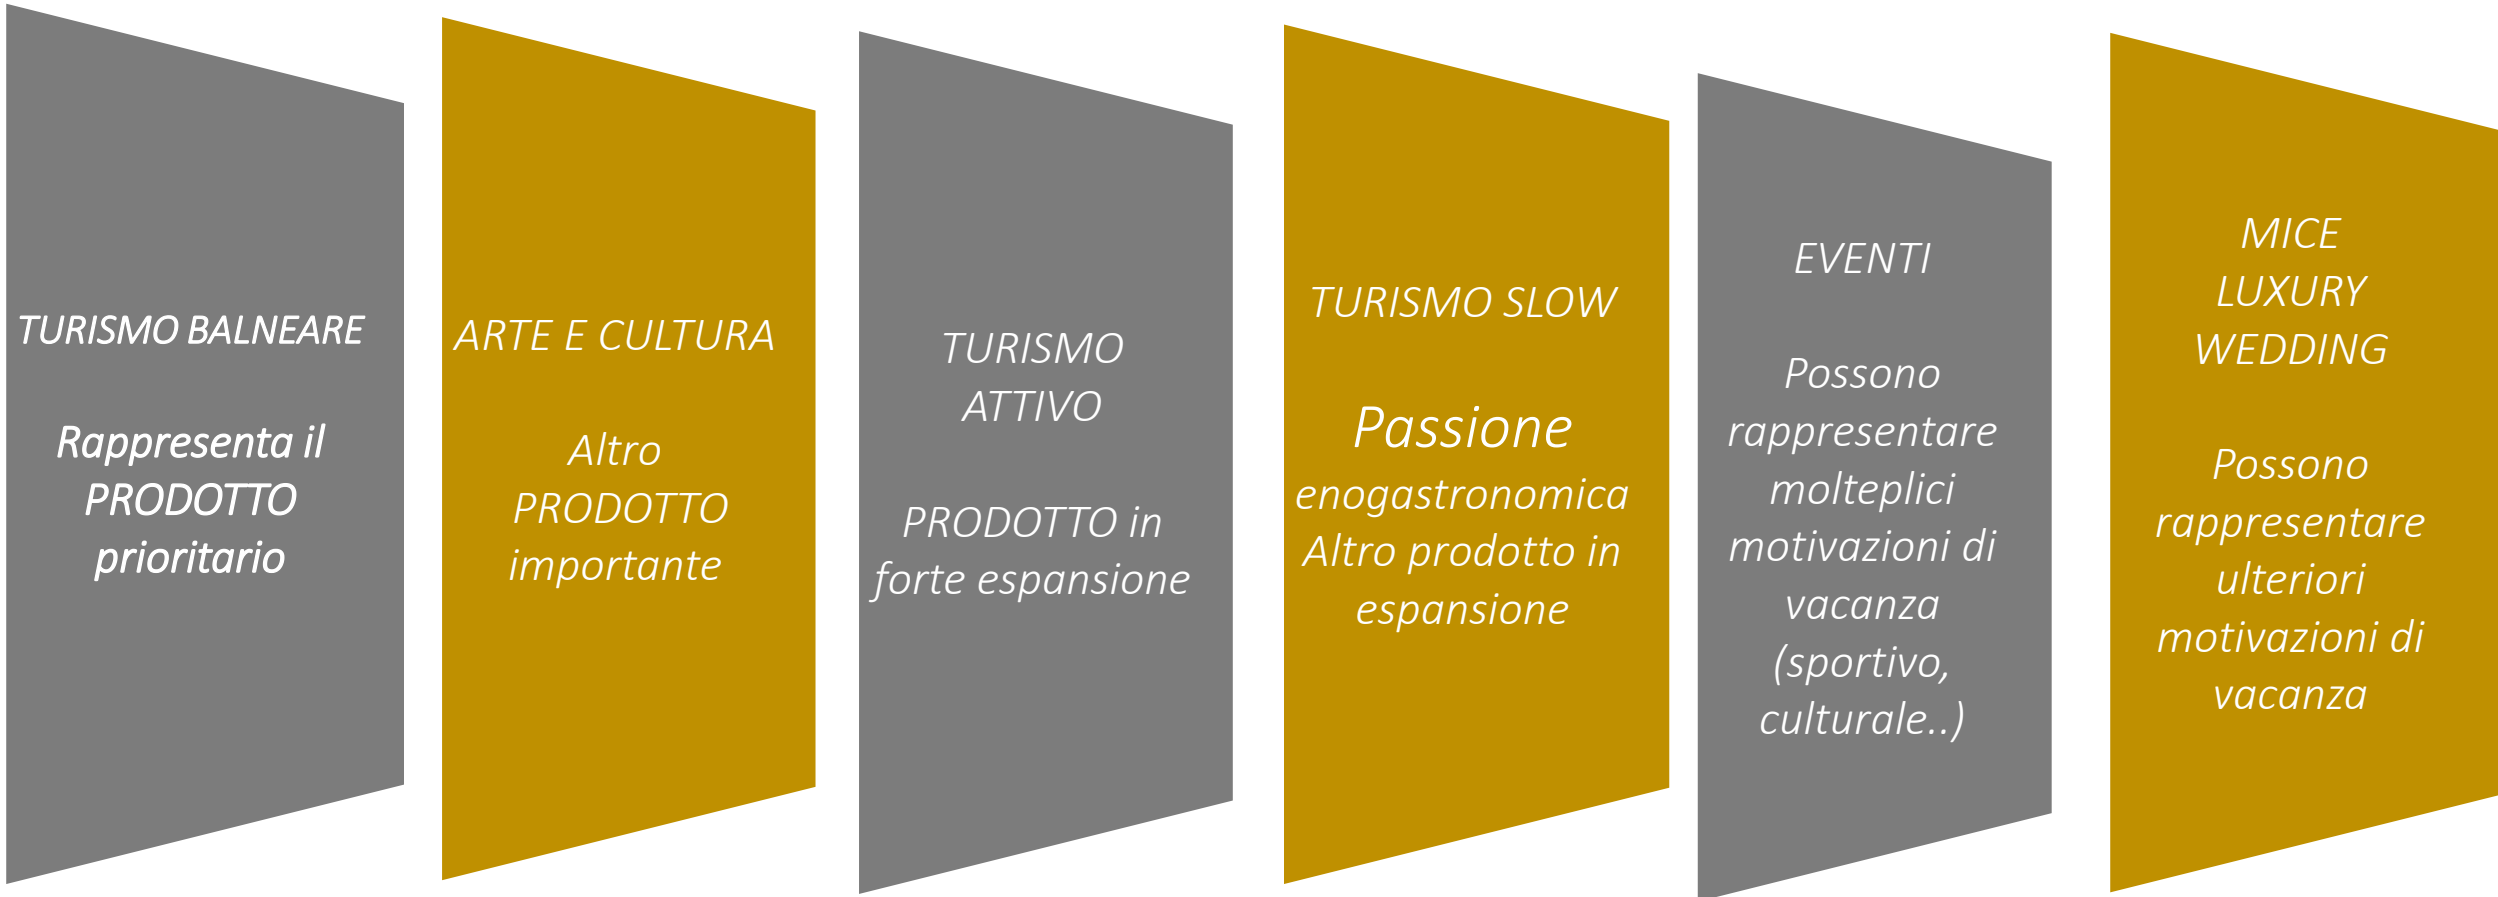 TURISMO BALNEARE
Rappresenta il
PRODOTTO
prioritario
ARTE E CULTURA
Altro
PRODOTTO
importante
TURISMO
ATTIVO
PRODOTTO in
forte espansione
TURISMO SLOW
Passione
enogastronomica
Altro prodotto in
espansione
EVENTI
Possono
rappresentare
molteplici
motivazioni di
vacanza
(sportivo,
culturale..)
MICE
LUXURY
WEDDING
Possono
rappresentare
ulteriori
motivazioni di
vacanza